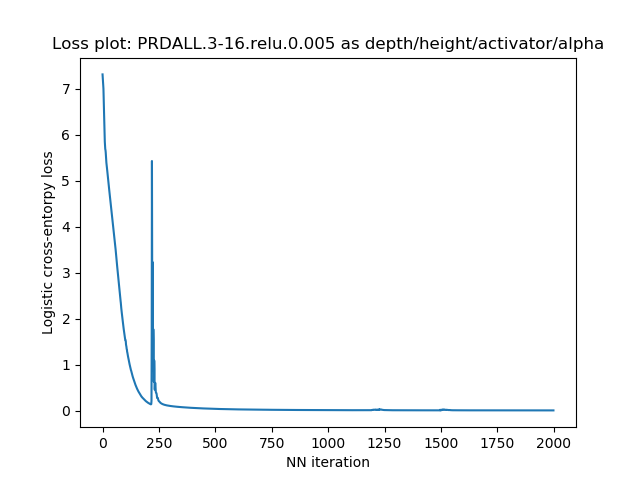 Loss plot: PRDALL.3-16.relu.0.005 as depth/height/activator/alpha
Logistic cross-entorpy loss
7
6
5
4
3
2
1
0
0 250 500 750 1000 1250 1500 1750 2000
NN iteration